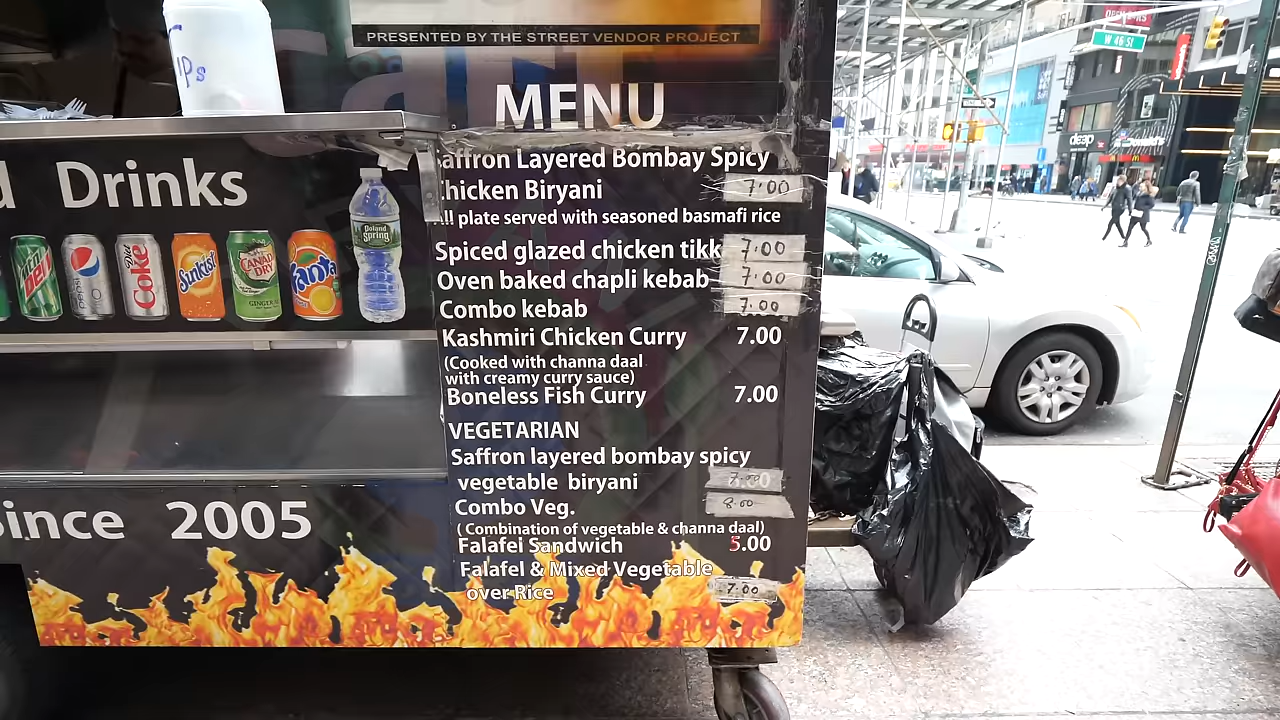 PRESENTED BY THE STREET VENDOR PROJECT
MENU
affron Layered Bombay Spicy
Chicken Biryani 7.00
All plate served with seasoned basmafi rice
Spiced glazed chicken tikk 7.00
Oven baked chapli kebab 7.00
Combo kebab 7.00
Kashmiri Chicken Curry 7.00
(Cooked with channa daal
with creamy curry sauce)
Boneless Fish Curry 7.00
VEGETARIAN
Saffron layered bombay spicy
vegetable biryani 7.00
Combo Veg. 8.00
( Combination of vegetable & channa daal)
Falafel Sandwich 5.00
Falafel & Mixed Vegetable
over Rice 7.00
TIPs
d Drinks
pepsi
Diet Coke
Sunkist
CANADA DRY
GINGER ALE
Fanta
Poland Spring
Since 2005
W 46 ST
aeropostale